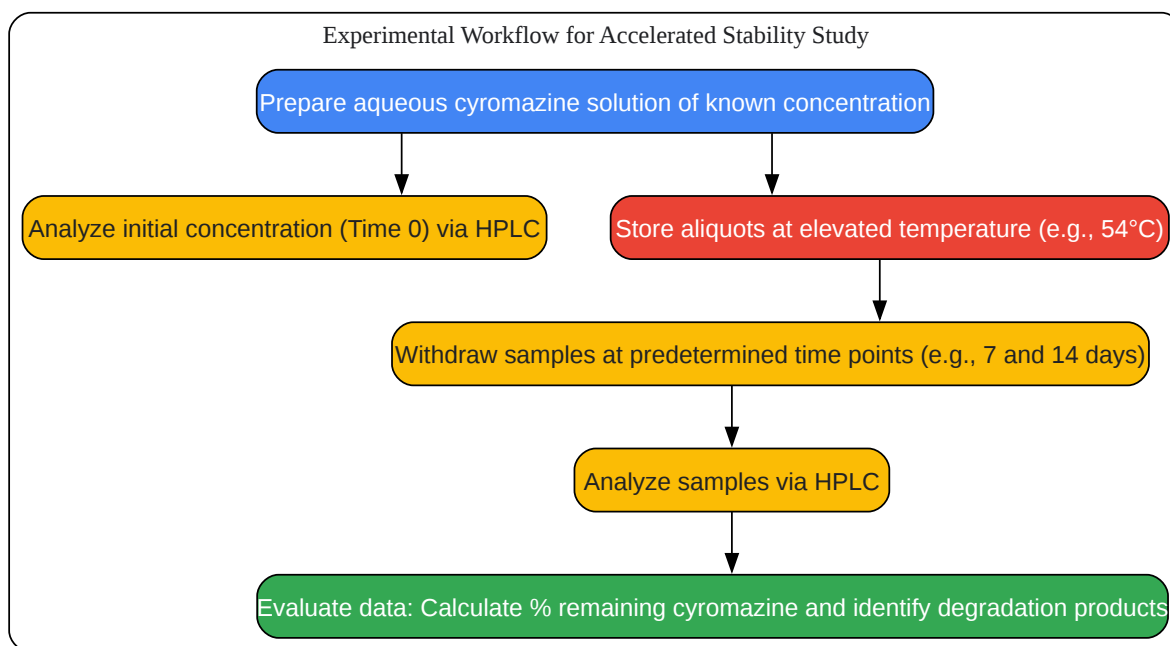 Experimental Workflow for Accelerated Stability Study
Prepare aqueous cyromazine solution of known concentration
Analyze initial concentration (Time 0) via HPLC
Store aliquots at elevated temperature (e.g., 54°C)
Withdraw samples at predetermined time points (e.g., 7 and 14 days)
Analyze samples via HPLC
Evaluate data: Calculate % remaining cyromazine and identify degradation products